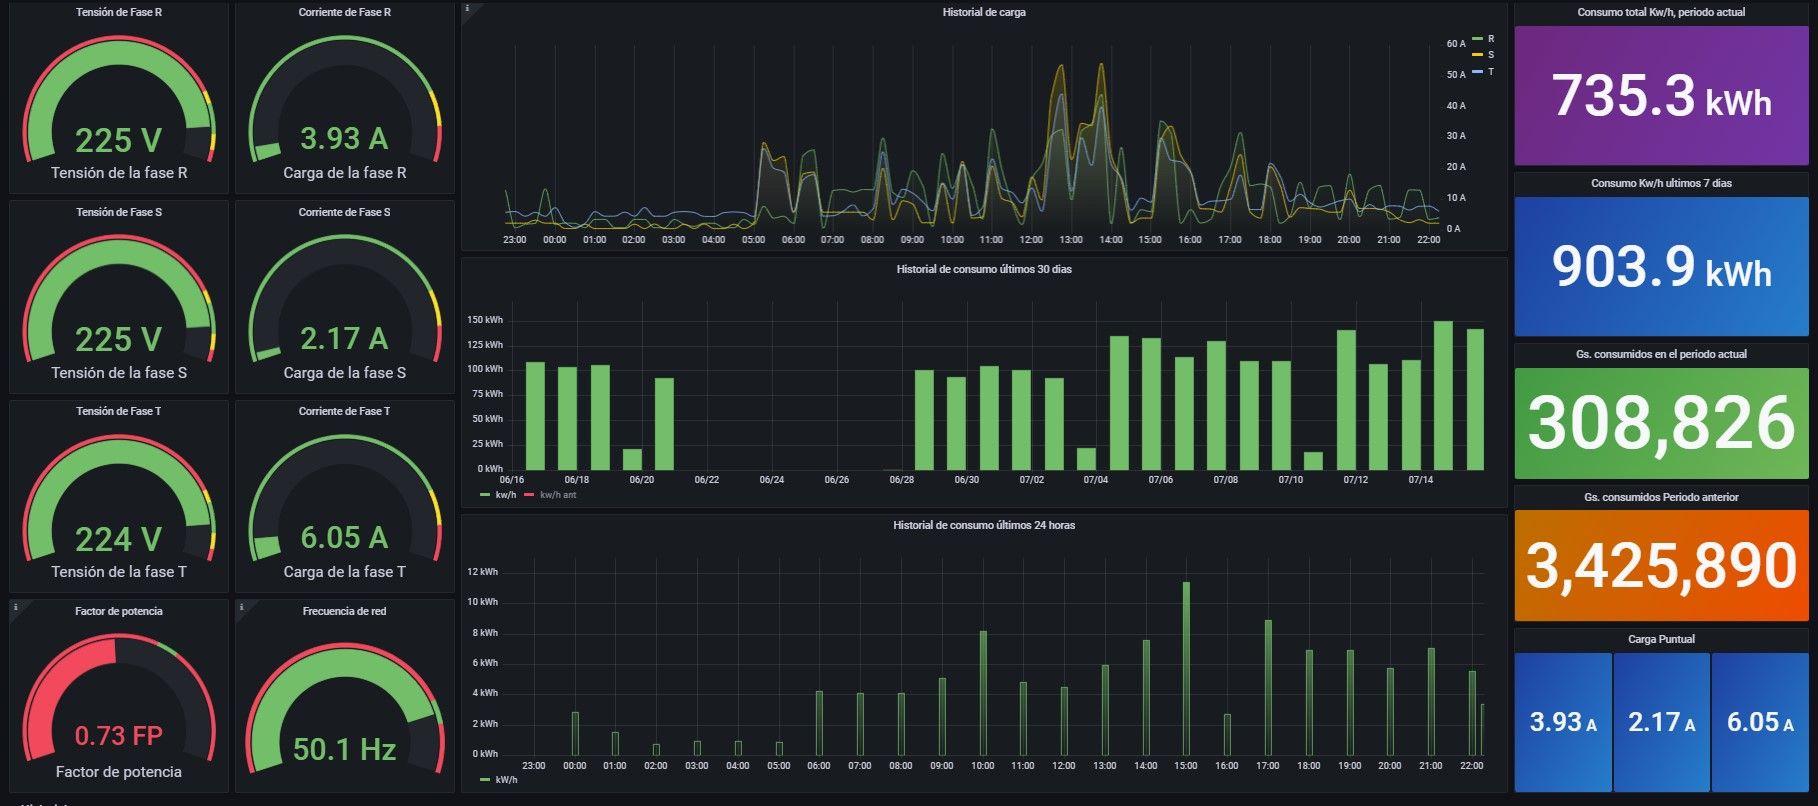 Tensión de Fase R
225 V
Tensión de la fase R
Corriente de Fase R
3.93 A
Carga de la fase R
Tensión de Fase S
225 V
Tensión de la fase S
Corriente de Fase S
2.17 A
Carga de la fase S
Tensión de Fase T
224 V
Tensión de la fase T
Corriente de Fase T
6.05 A
Carga de la fase T
Factor de potencia
0.73 FP
Factor de potencia
Frecuencia de red
50.1 Hz
Historial de carga
60 A
50 A
40 A
30 A
20 A
10 A
0 A
R
S
T
23:00 00:00 01:00 02:00 03:00 04:00 05:00 06:00 07:00 08:00 09:00 10:00 11:00 12:00 13:00 14:00 15:00 16:00 17:00 18:00 19:00 20:00 21:00 22:00
Historial de consumo últimos 30 dias
150 kWh
125 kWh
100 kWh
75 kWh
50 kWh
25 kWh
0 kWh
06/16 06/18 06/20 06/22 06/24 06/26 06/28 06/30 07/02 07/04 07/06 07/08 07/10 07/12 07/14
kw/h kw/h ant
Historial de consumo últimos 24 horas
12 kWh
10 kWh
8 kWh
6 kWh
4 kWh
2 kWh
0 kWh
23:00 00:00 01:00 02:00 03:00 04:00 05:00 06:00 07:00 08:00 09:00 10:00 11:00 12:00 13:00 14:00 15:00 16:00 17:00 18:00 19:00 20:00 21:00 22:00
kW/h
Consumo total Kw/h, periodo actual
735.3 kWh
Consumo Kw/h ultimos 7 dias
903.9 kWh
Gs. consumidos en el periodo actual
308,826
Gs. consumidos Periodo anterior
3,425,890
Carga Puntual
3.93 A 2.17 A 6.05 A